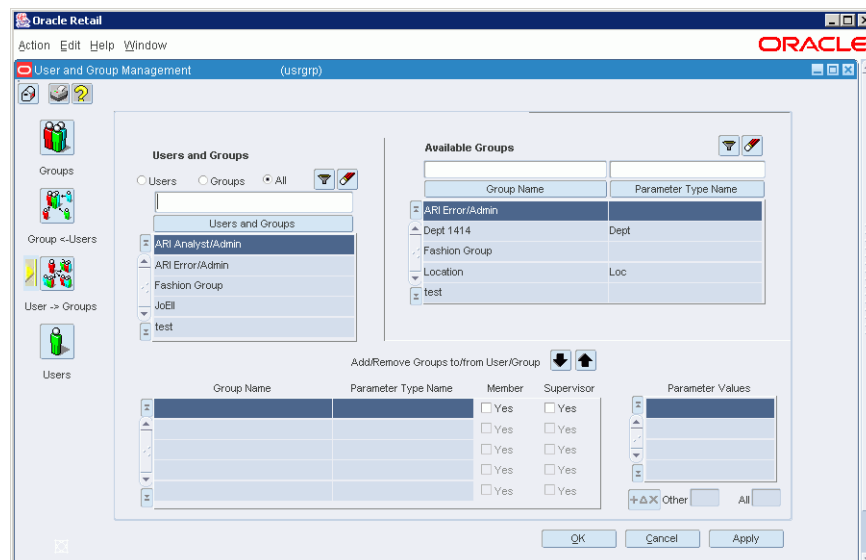 Oracle Retail
Action Edit Help Window
ORACLE
User and Group Management (usrgrp)
Groups
Group <-Users
User -> Groups
Users
Users and Groups
Users Groups All
Users and Groups
ARI Analyst/Admin
ARI Error/Admin
Fashion Group
JoEll
test
Available Groups
Group Name Parameter Type Name
ARI Error/Admin
Dept 1414 Dept
Fashion Group
Location Loc
test
Add/Remove Groups to/from User/Group
Group Name Parameter Type Name Member Supervisor Parameter Values
Yes Yes
Yes Yes
Yes Yes
Yes Yes
Yes Yes
Other All
OK Cancel Apply